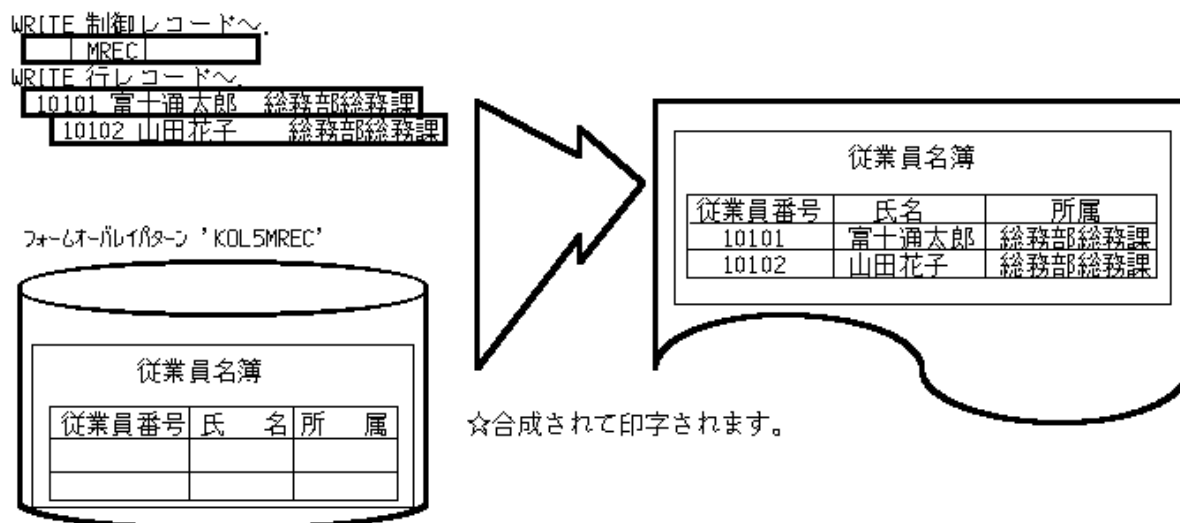 WRITE 制御レコード～.
MREC
WRITE 行レコード～.
10101 富士通太郎 総務部総務課
10102 山田花子 総務部総務課
フォームオーバレイパターン 'KOL5MREC'
従業員名簿
従業員番号 氏 名 所 属
従業員名簿
従業員番号 氏名 所属
10101 富士通太郎 総務部総務課
10102 山田花子 総務部総務課
☆合成されて印字されます。